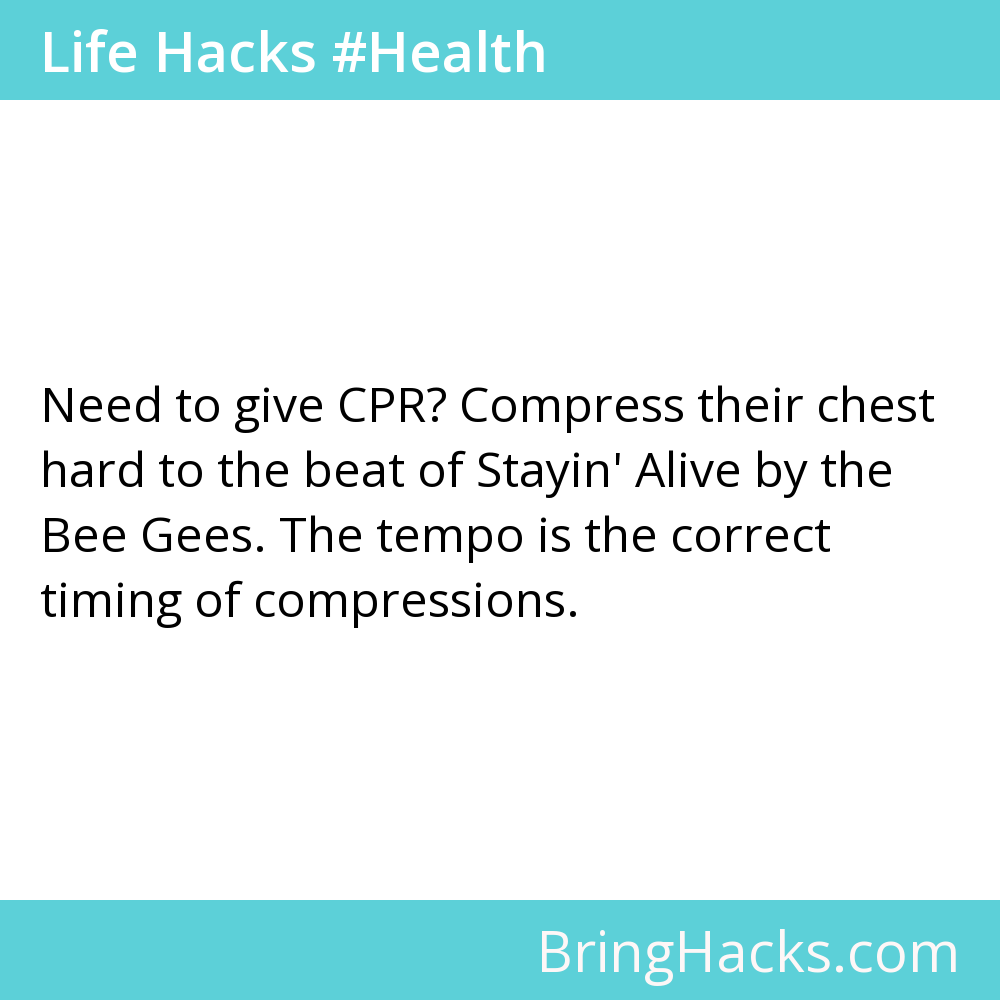 Life Hacks #Health
Need to give CPR? Compress their chest
hard to the beat of Stayin' Alive by the
Bee Gees. The tempo is the correct
timing of compressions.
BringHacks.com